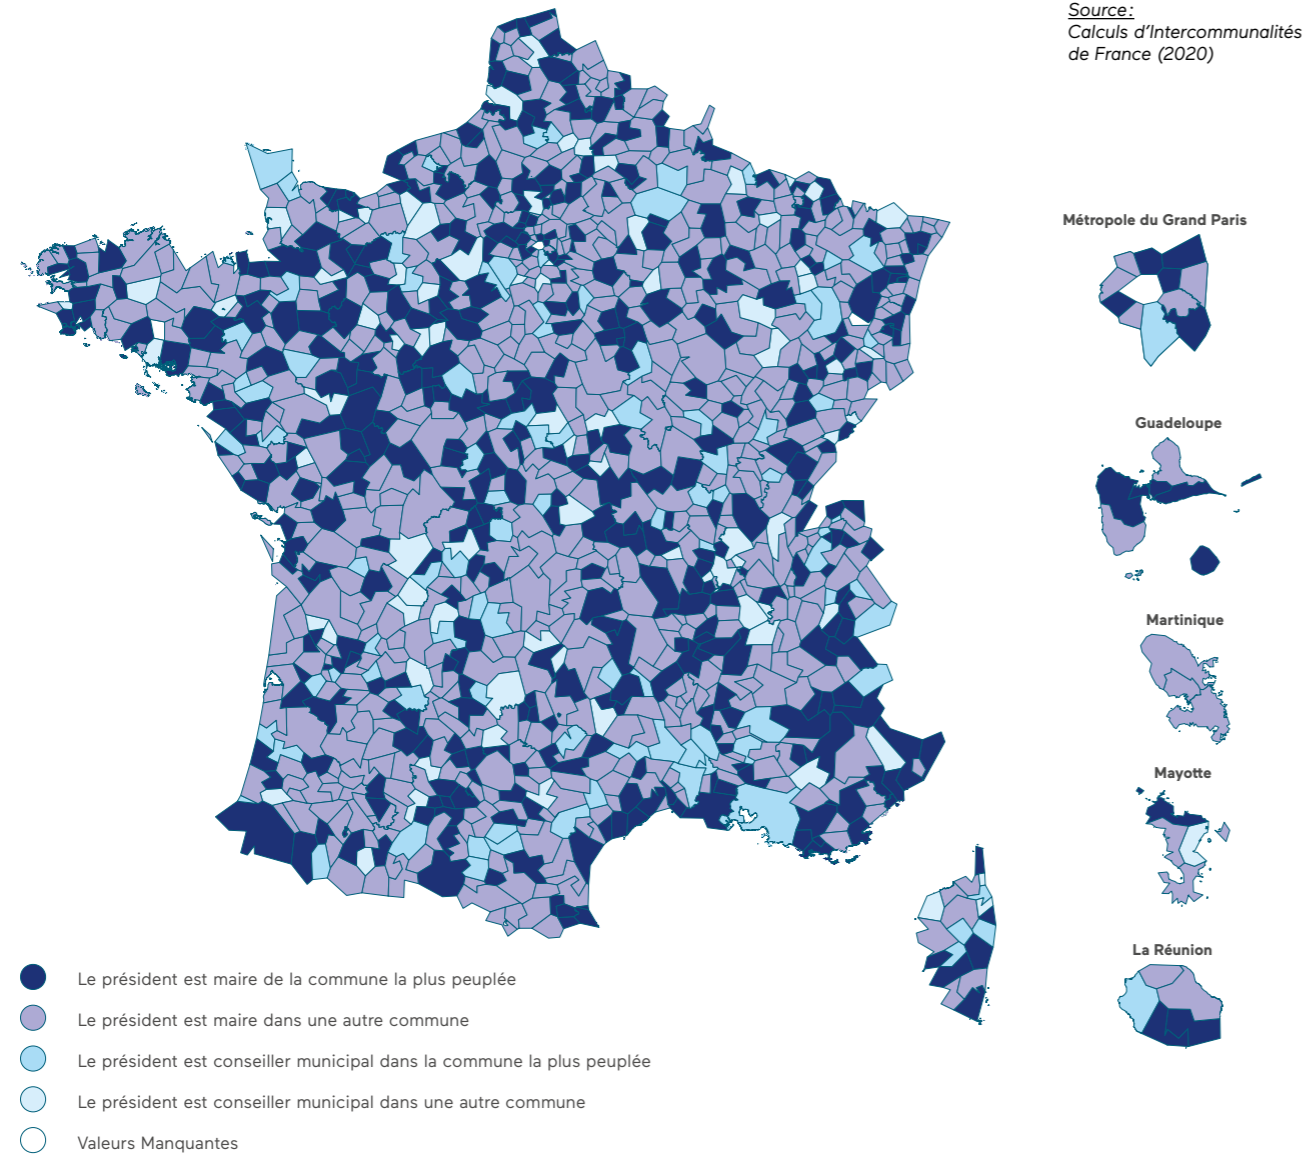 Source:
Calculs d’Intercommunalités
de France (2020)
Métropole du Grand Paris
Guadeloupe
Martinique
Mayotte
La Réunion
Le président est maire de la commune la plus peuplée
Le président est maire dans une autre commune
Le président est conseiller municipal dans la commune la plus peuplée
Le président est conseiller municipal dans une autre commune
Valeurs Manquantes